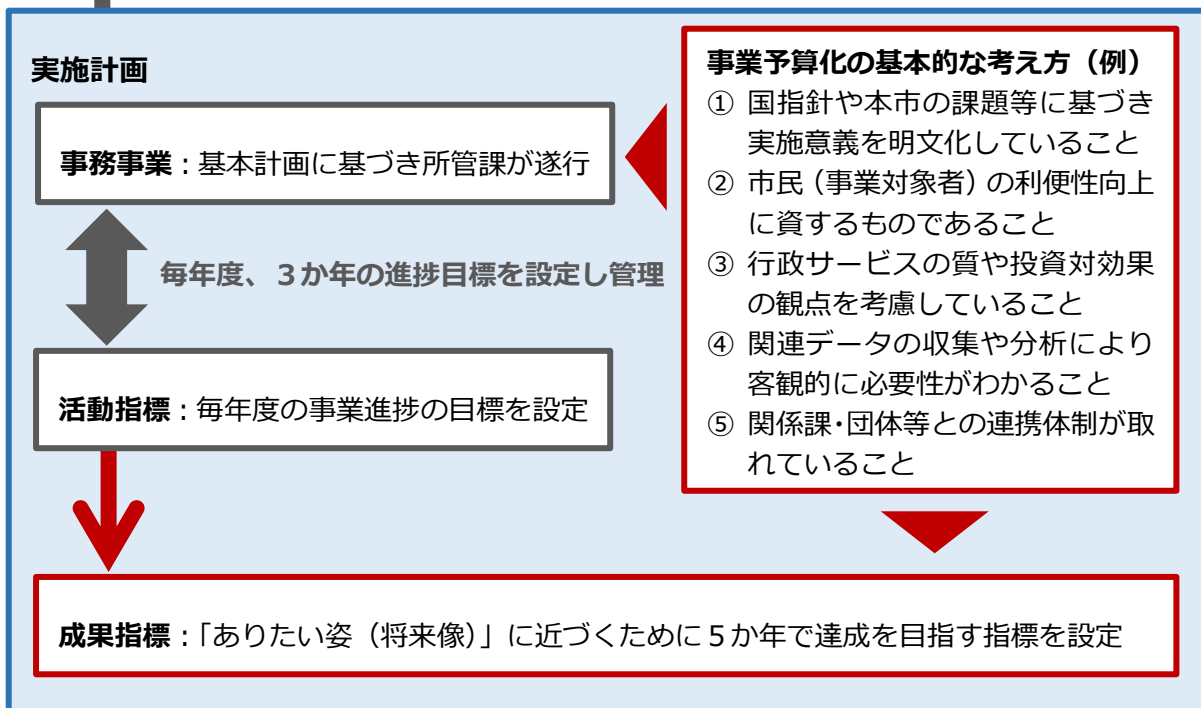 実施計画
事務事業：基本計画に基づき所管課が遂行
毎年度、３か年の進捗目標を設定し管理
活動指標：毎年度の事業進捗の目標を設定
事業予算化の基本的な考え方（例）
① 国指針や本市の課題等に基づき
実施意義を明文化していること
② 市民（事業対象者）の利便性向上
に資するものであること
③ 行政サービスの質や投資対効果
の観点を考慮していること
④ 関連データの収集や分析により
客観的に必要性がわかること
⑤ 関係課・団体等との連携体制が取
れていること
成果指標：「ありたい姿（将来像）」に近づくために５か年で達成を目指す指標を設定